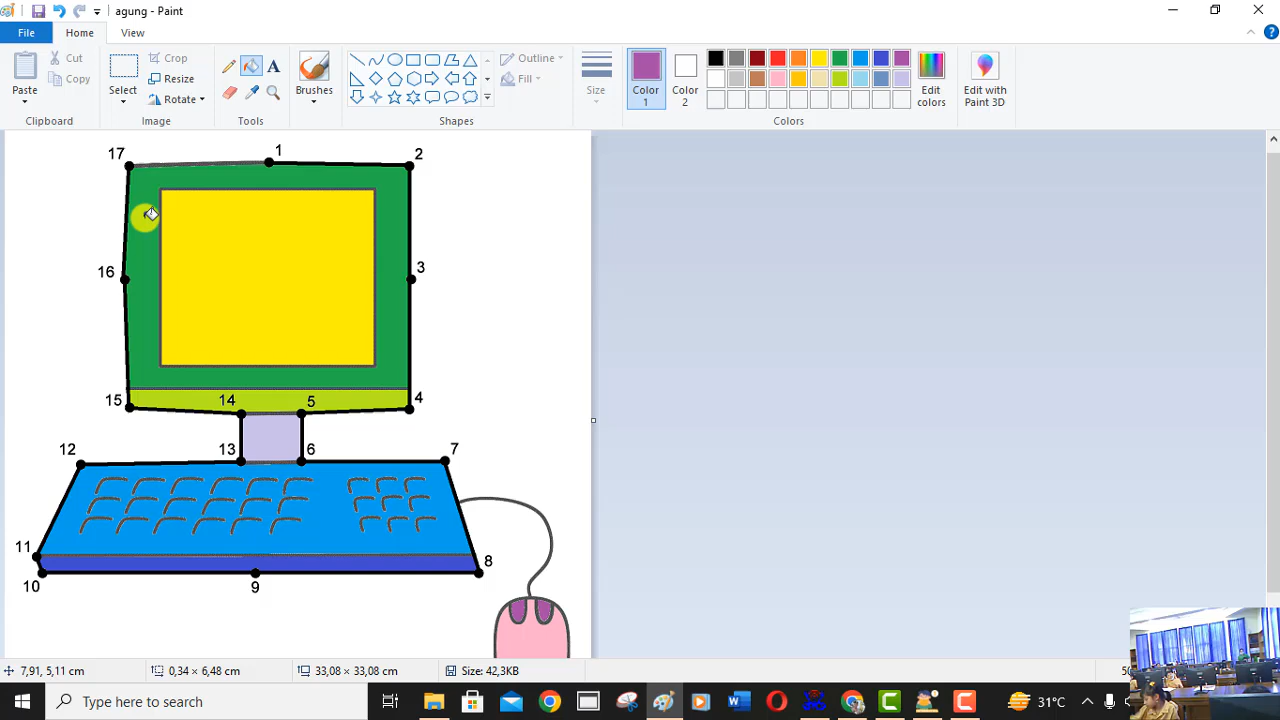 agung - Paint
File Home View
Paste Cut Copy
Select Crop Resize Rotate
Brushes
Outline Fill
Size
Color 1
Color 2
Edit colors
Edit with Paint 3D
Clipboard Image Tools Shapes Colors
17 1 2
16 3
15 14 5 4
12 13 6 7
11 8
10 9
7,91, 5,11 cm 0,34 × 6,48 cm 33,08 × 33,08 cm Size: 42,3KB
Type here to search
31°C